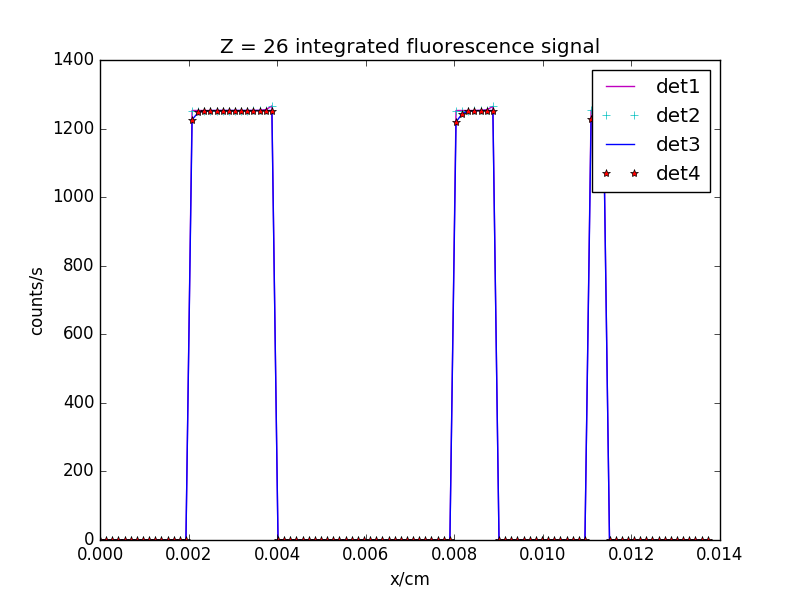 Z = 26 integrated fluorescence signal
1400
1200
1000
800
600
400
200
0
counts/s
det1
det2
det3
det4
0.000 0.002 0.004 0.006 0.008 0.010 0.012 0.014
x/cm